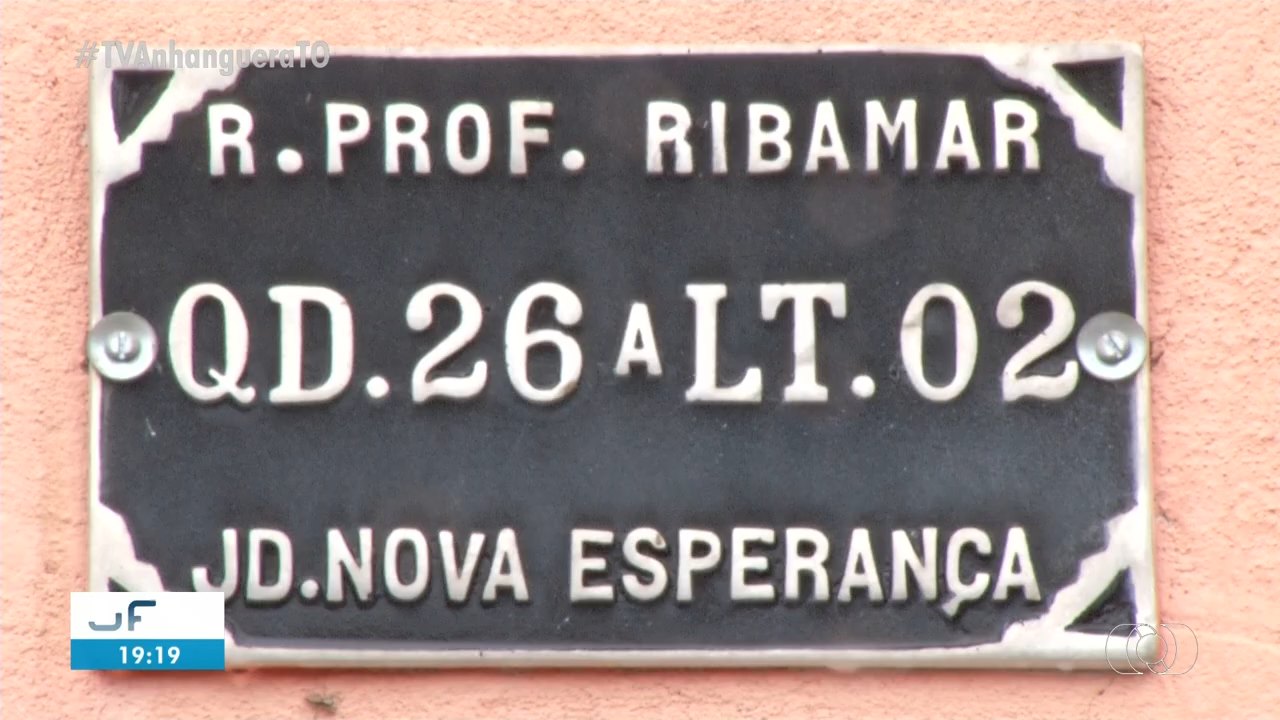 #TVAnhangueraTO
R. PROF. RIBAMAR
QD. 26 A LT. 02
JD. NOVA ESPERANÇA
JF
19:19